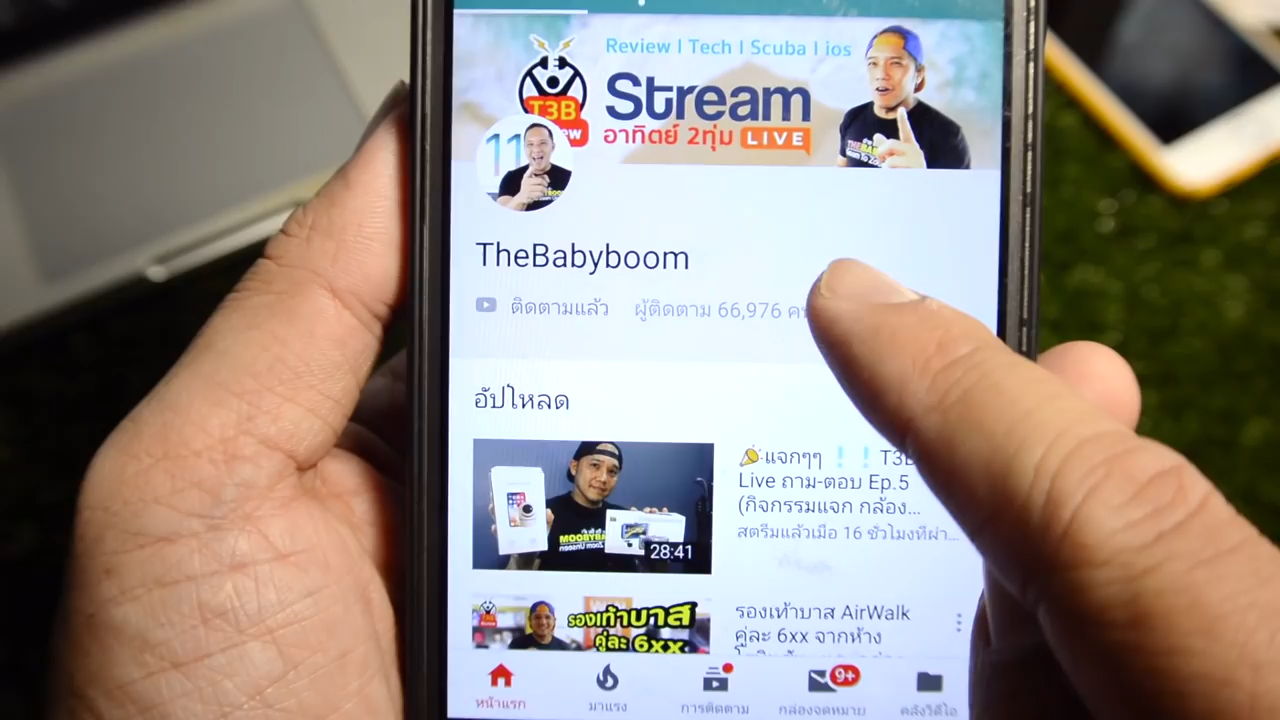 Review | Tech | Scuba | ios
T3B
Stream
อาทิตย์ 2ทุ่ม LIVE
11
TheBabyboom
ติดตามแล้ว ผู้ติดตาม 66,976
อัปโหลด
แจกๆๆ ❕❕ T3B
Live ถาม-ตอบ Ep.5
(กิจกรรมแจก กล้อง...
สตรีมแล้วเมื่อ 16 ชั่วโมงที่ผ่า...
28:41
รองเท้าบาส AirWalk
คู่ละ 6xx จากห้าง
รองเท้าบาส
คู่ละ 6xx
9+
หน้าแรก มาแรง การติดตาม กล่องจดหมาย คลังวิดีโอ